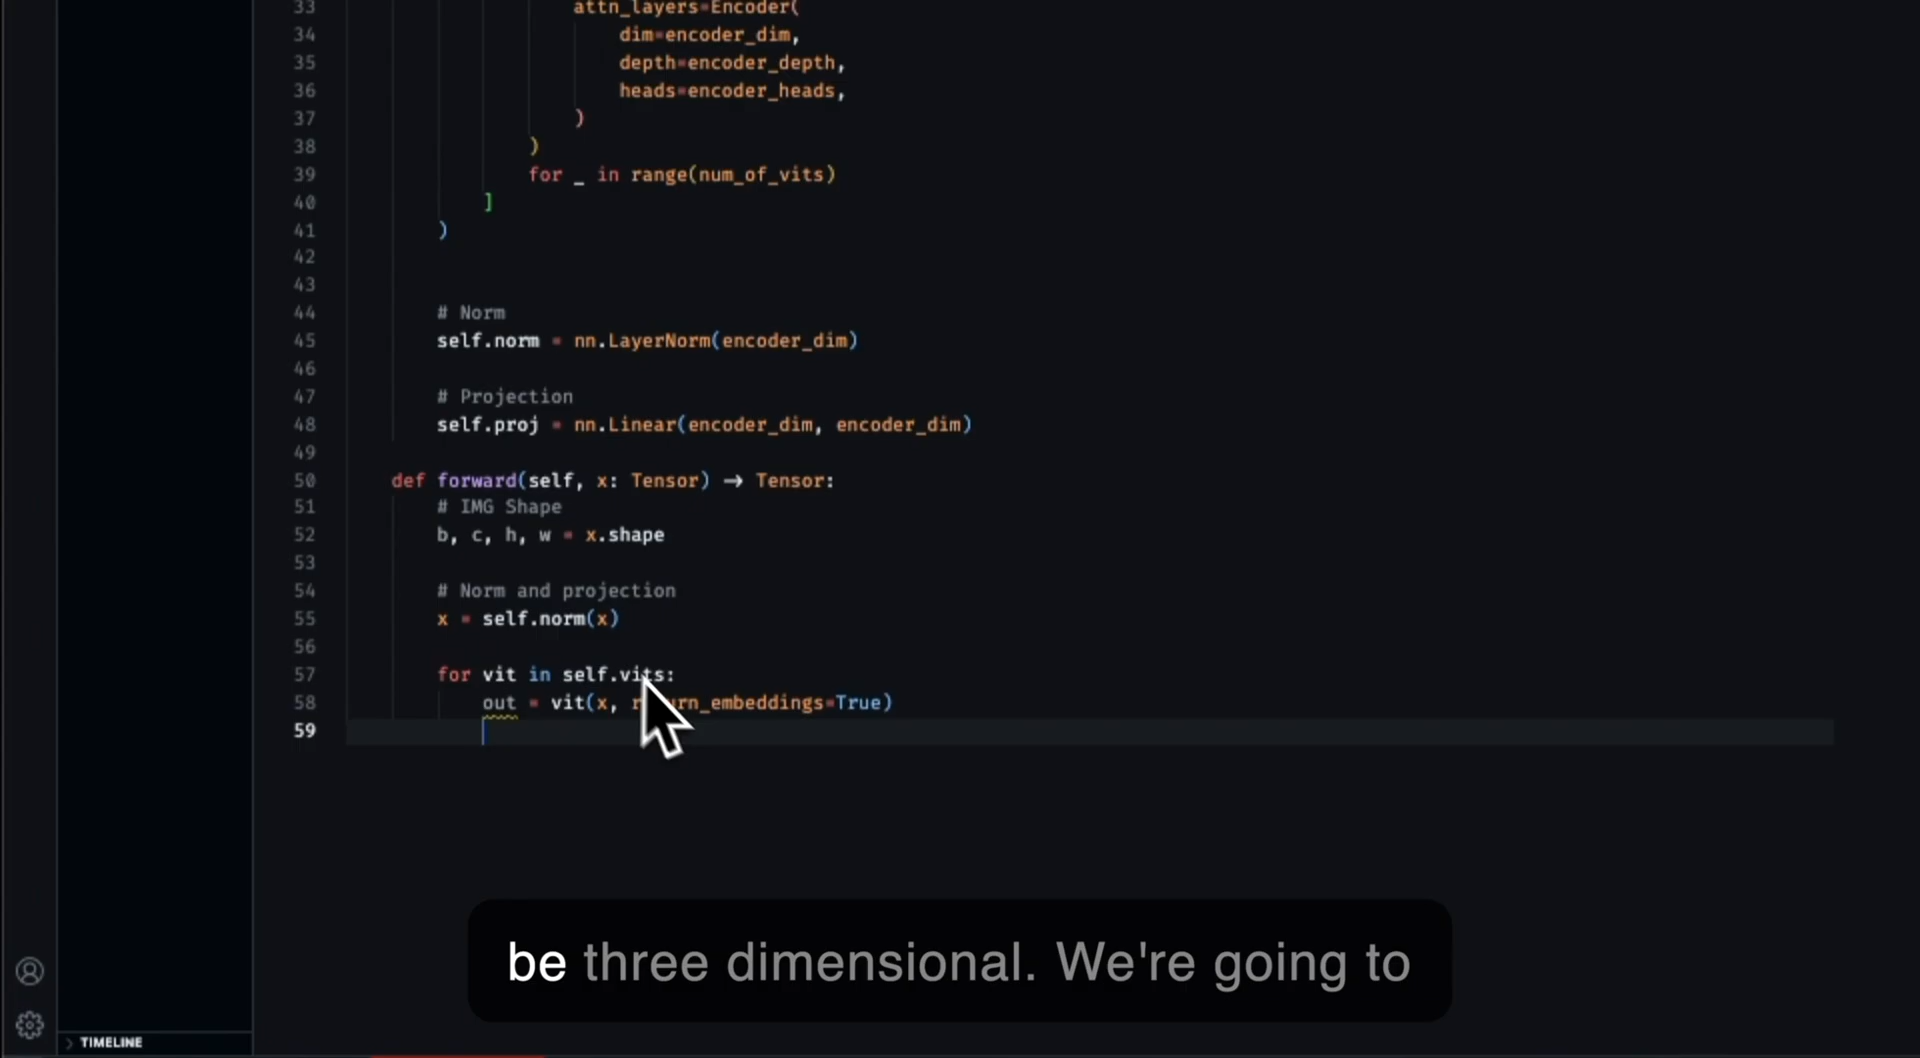 33 attn_layers=Encoder(
34 dim=encoder_dim,
35 depth=encoder_depth,
36 heads=encoder_heads,
37 )
38 )
39 for _ in range(num_of_vits)
40 ]
41 )
42
43
44 # Norm
45 self.norm = nn.LayerNorm(encoder_dim)
46
47 # Projection
48 self.proj = nn.Linear(encoder_dim, encoder_dim)
49
50 def forward(self, x: Tensor) → Tensor:
51 # IMG Shape
52 b, c, h, w = x.shape
53
54 # Norm and projection
55 x = self.norm(x)
56
57 for vit in self.vits:
58 out = vit(x, return_embeddings=True)
59
be three dimensional. We're going to
TIMELINE